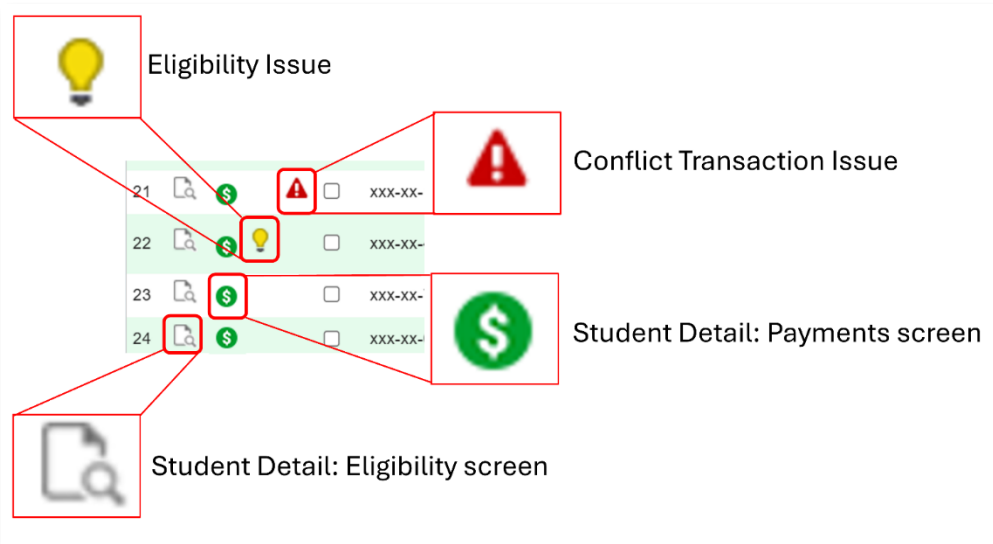 Eligibility Issue
Conflict Transaction Issue
21 $ xxx-xx-
22 $ xxx-xx-
23 $ xxx-xx-
$
Student Detail: Payments screen
24 $ xxx-xx-
Student Detail: Eligibility screen